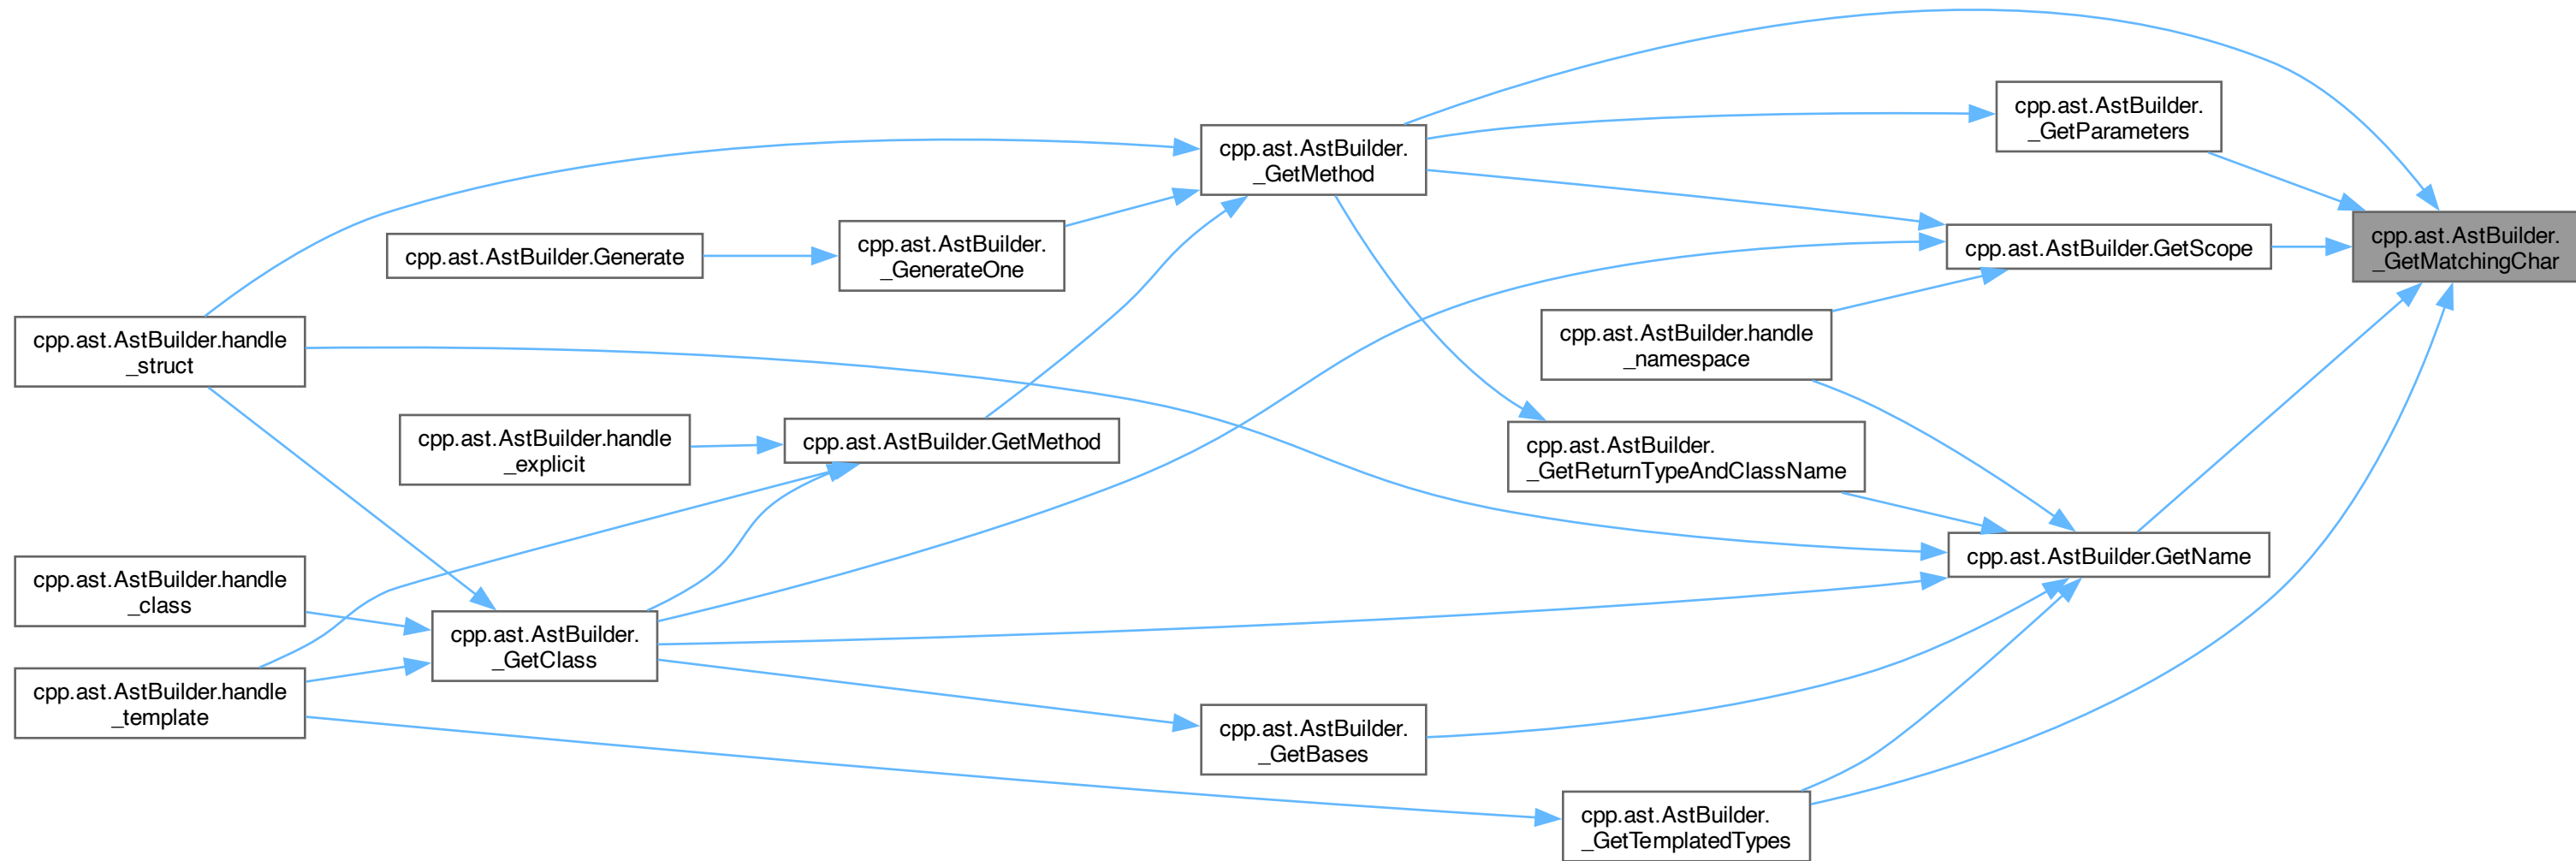 cpp.ast.AstBuilder.
_GetParameters
cpp.ast.AstBuilder.
_GetMethod
cpp.ast.AstBuilder.
_GetMatchingChar
cpp.ast.AstBuilder.GetScope
cpp.ast.AstBuilder.Generate
cpp.ast.AstBuilder.
_GenerateOne
cpp.ast.AstBuilder.handle
_struct
cpp.ast.AstBuilder.handle
_namespace
cpp.ast.AstBuilder.handle
_explicit
cpp.ast.AstBuilder.GetMethod
cpp.ast.AstBuilder.
_GetReturnTypeAndClassName
cpp.ast.AstBuilder.GetName
cpp.ast.AstBuilder.handle
_class
cpp.ast.AstBuilder.
_GetClass
cpp.ast.AstBuilder.handle
_template
cpp.ast.AstBuilder.
_GetBases
cpp.ast.AstBuilder.
_GetTemplatedTypes